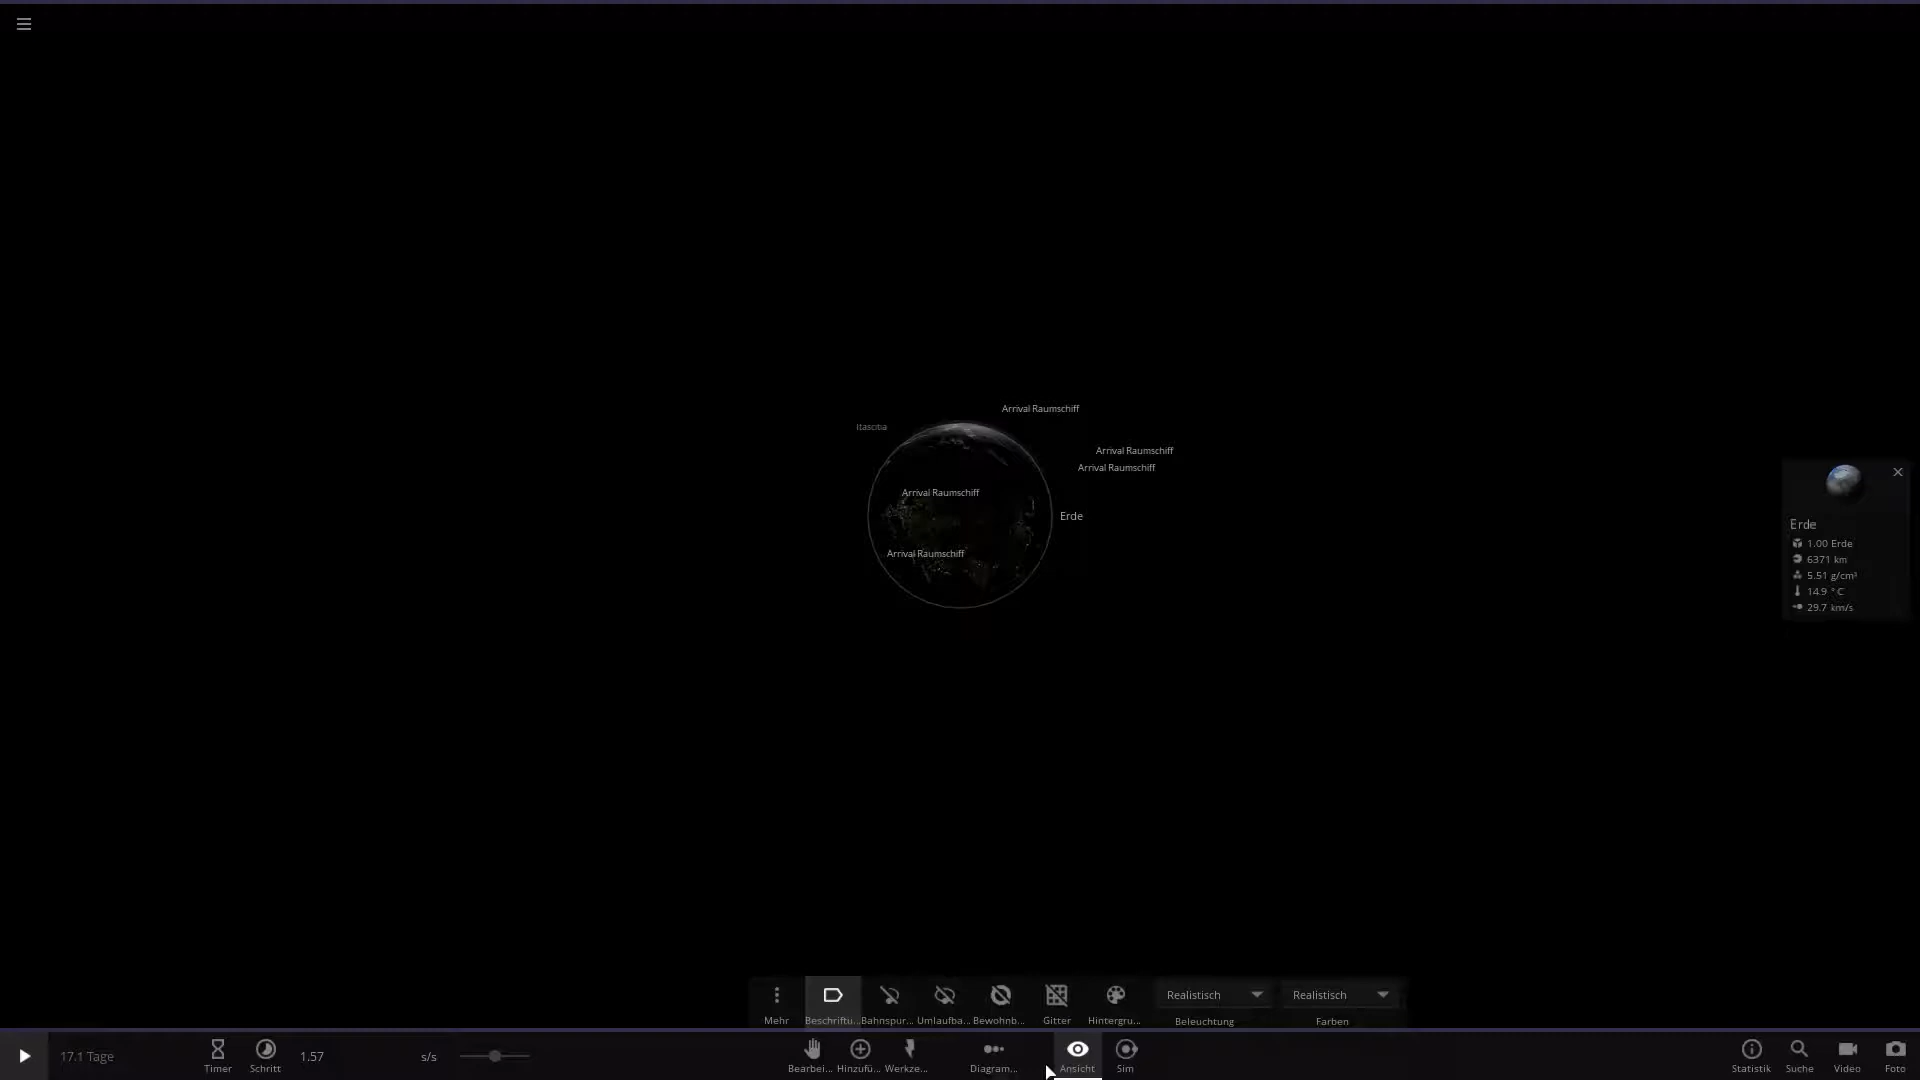 Arrival Raumschiff
Itascitia
Arrival Raumschiff
Arrival Raumschiff
Arrival Raumschiff
Erde
Arrival Raumschiff
Erde
1.00 Erde
6371 km
5.51 g/cm³
14.9 ° C
29.7 km/s
Realistisch
Realistisch
Mehr
Beschriftu...
Bahnspur...
Umlaufba...
Bewohnb...
Gitter
Hintergru...
Beleuchtung
Farben
17.1 Tage
Timer
Schritt
1.57
s/s
Bearbei...
Hinzufü...
Werkze...
Diagram...
Ansicht
Sim
Statistik
Suche
Video
Foto